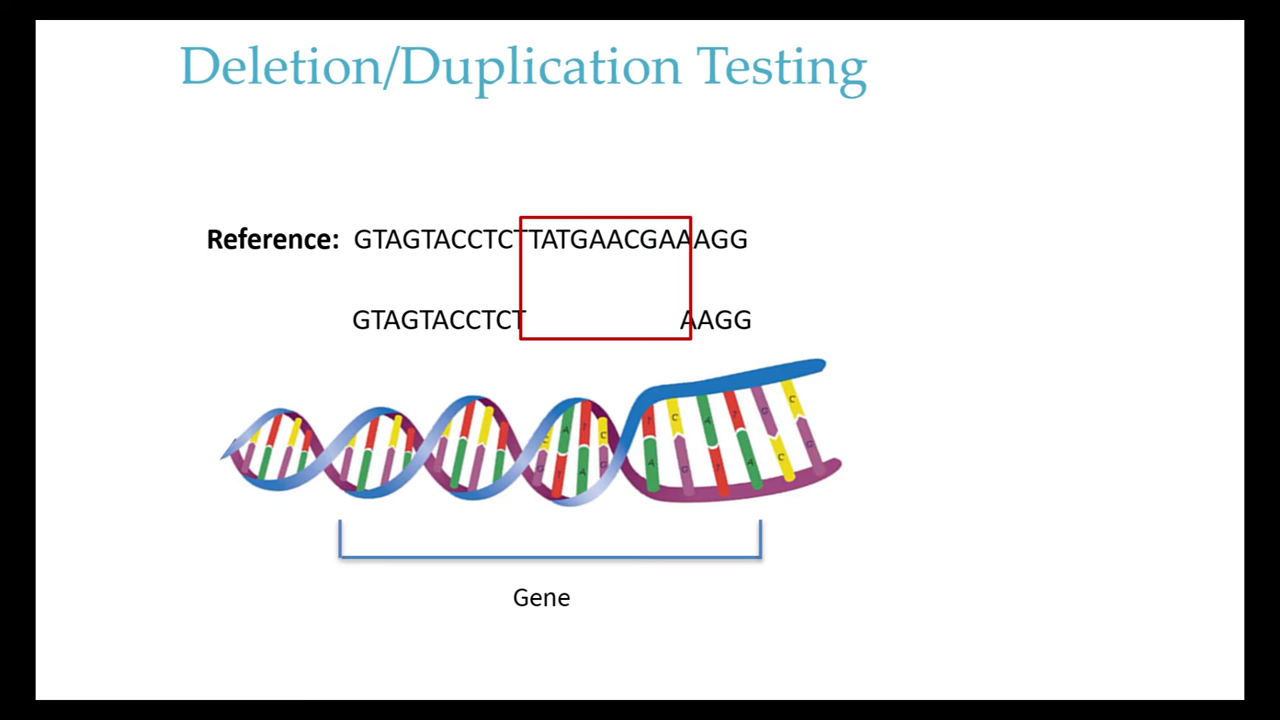 Deletion/Duplication Testing
Reference: GTAGTACCTCTTATGAACGAAAGG
GTAGTACCTCT AAGG
Gene